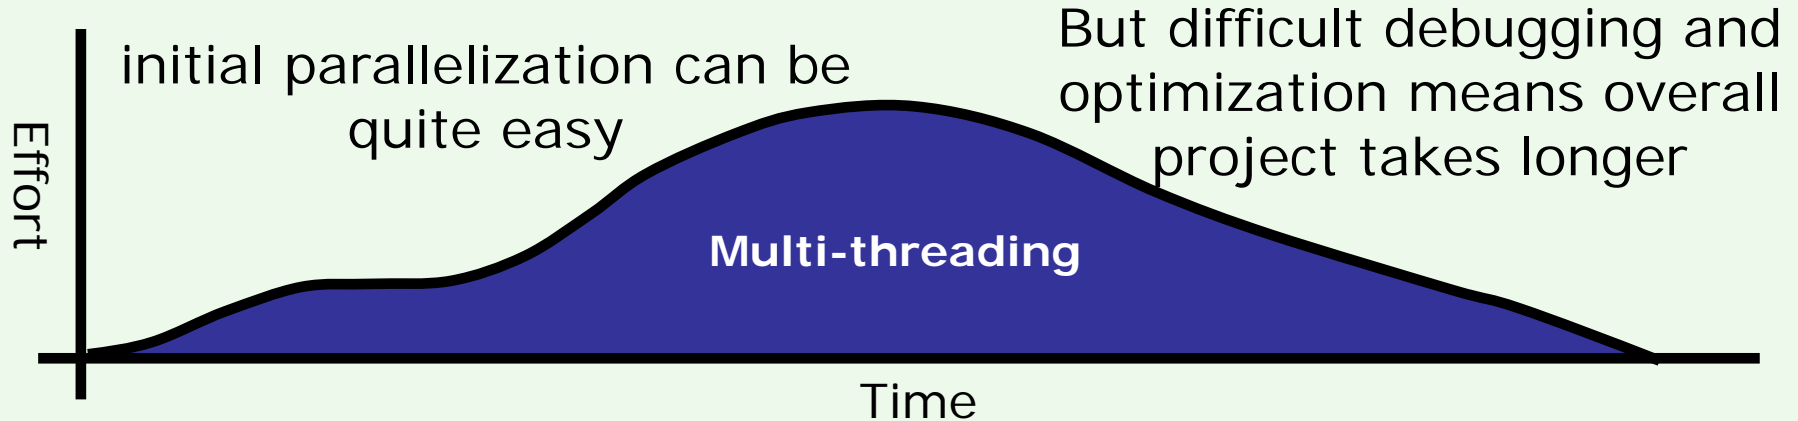 initial parallelization can be
quite easy
But difficult debugging and
optimization means overall
project takes longer
Effort
Multi-threading
Time